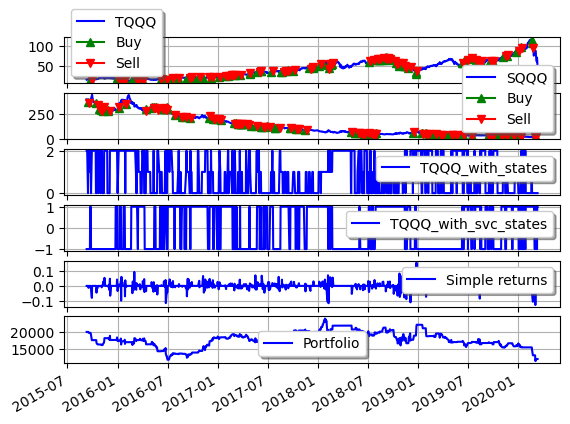 TQQQ
Buy
Sell
100
50
SQQQ
Buy
Sell
250
0
2
0
TQQQ_with_states
1
0
−1
TQQQ_with_svc_states
0.1
0.0
−0.1
Simple returns
20000
15000
Portfolio
2015-07
2016-01
2016-07
2017-01
2017-07
2018-01
2018-07
2019-01
2019-07
2020-01